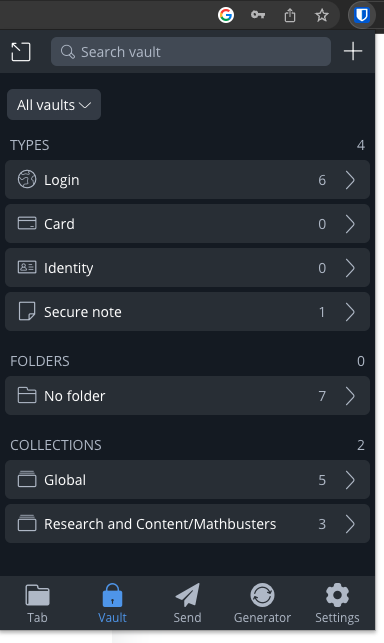 Search vault
All vaults
TYPES 4
Login 6
Card 0
Identity 0
Secure note 1
FOLDERS 0
No folder 7
COLLECTIONS 2
Global 5
Research and Content/Mathbusters 3
Tab Vault Send Generator Settings